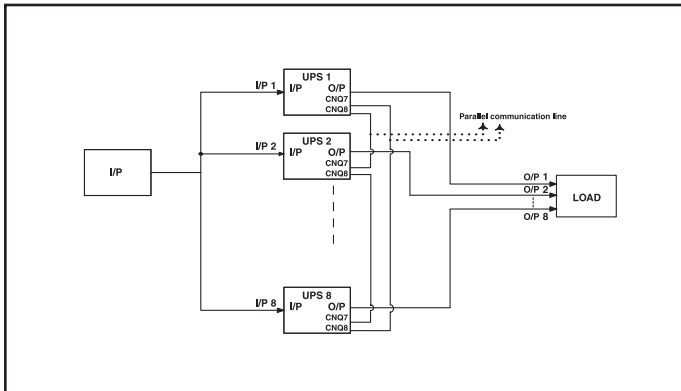 UPS 1
I/P 1
I/P O/P
CNQ7
CNQ8
Parallel communication line
UPS 2
I/P 2
I/P O/P
CNQ7
CNQ8
I/P
O/P 1
O/P 2
LOAD
O/P 8
UPS 8
I/P 8
I/P O/P
CNQ7
CNQ8